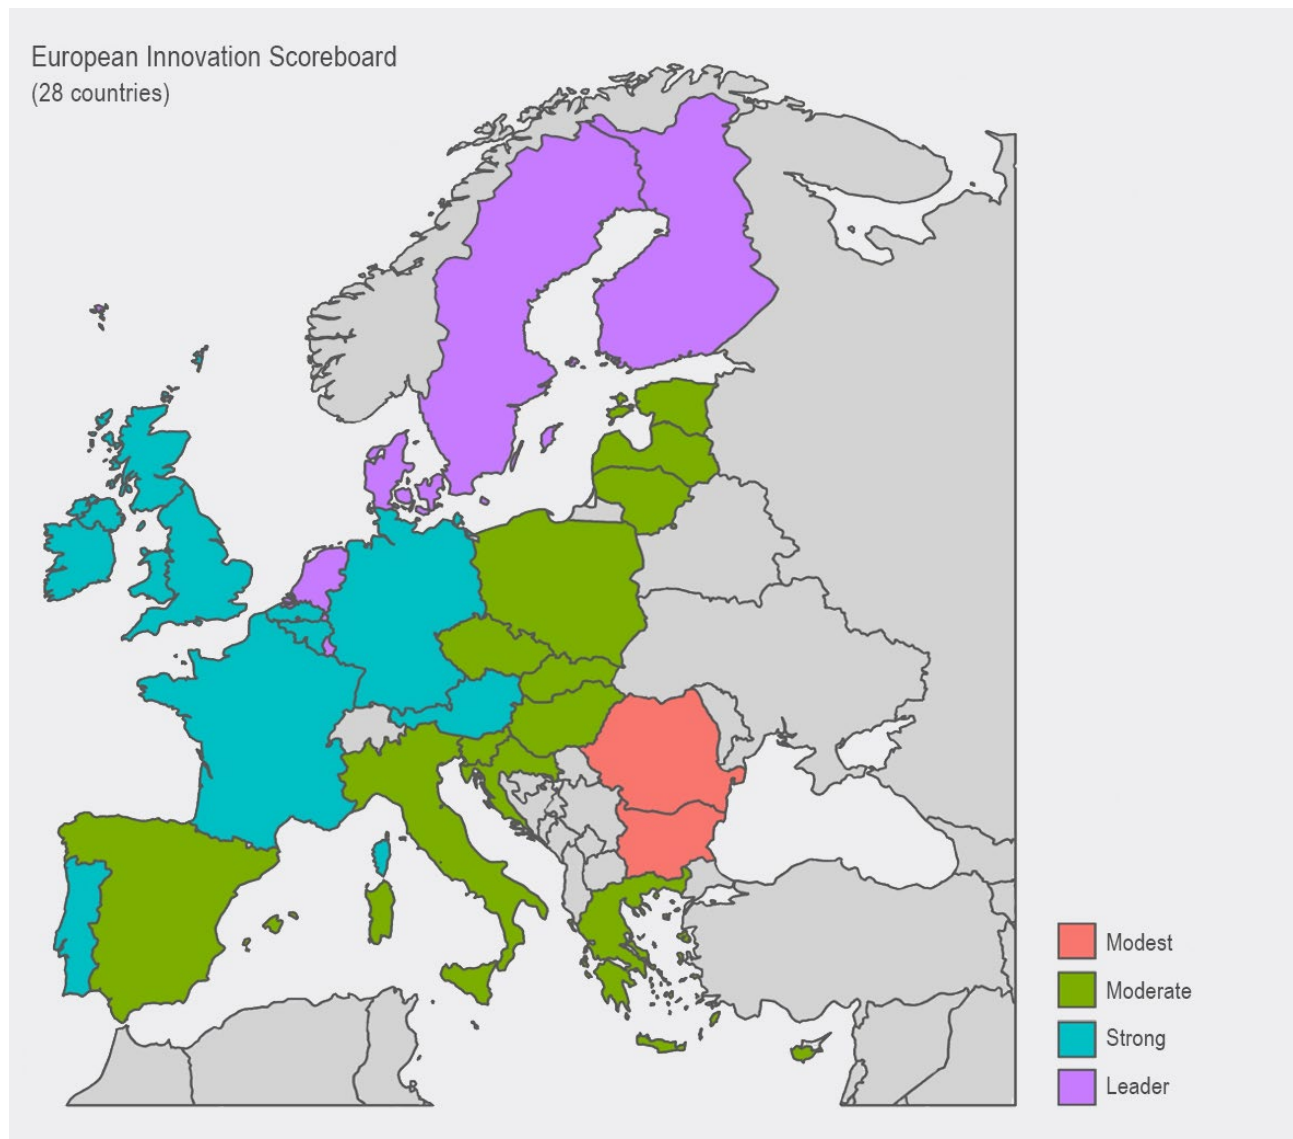 European Innovation Scoreboard
(28 countries)
Modest
Moderate
Strong
Leader